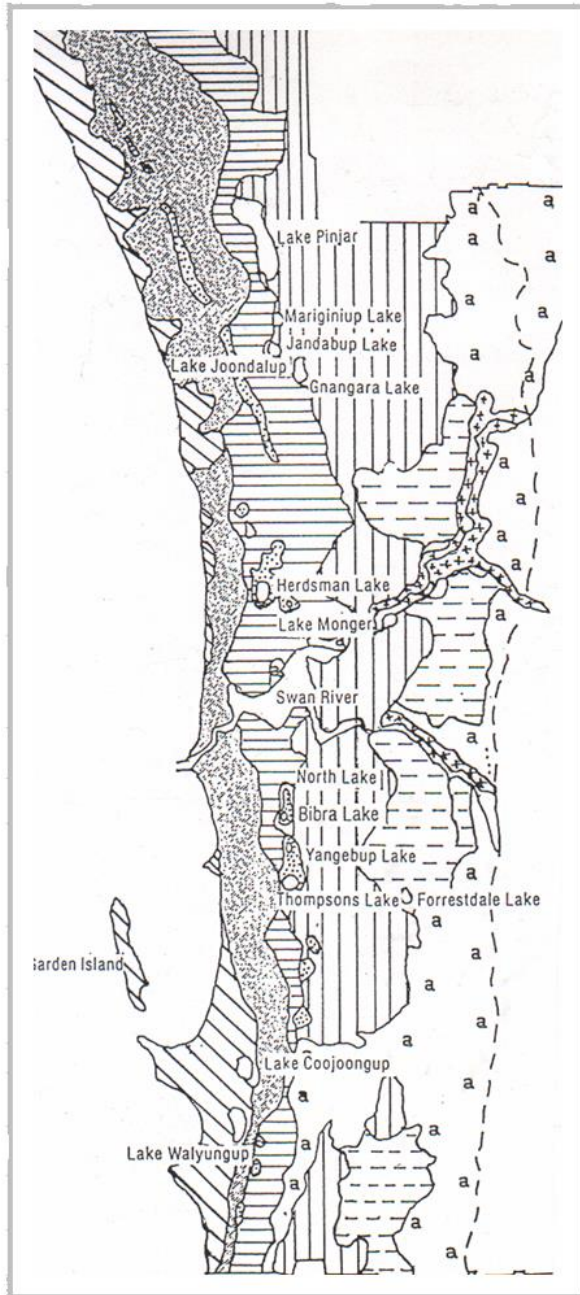 a
a
a
a
Lake Pinjar
a
Mariginiup Lake
a
Jandabup Lake
a
Lake Joondalup
Gnangara Lake
a
a
Herdsman Lake
Lake Monger
a
a
Swan River
North Lake
Bibra Lake
Yangebup Lake
a
Thompsons Lake
Forrestdale Lake
a
a
Garden Island
a
a
a
Lake Coojoongup
a
a
a
a
a
Lake Walyungup
a
a
a